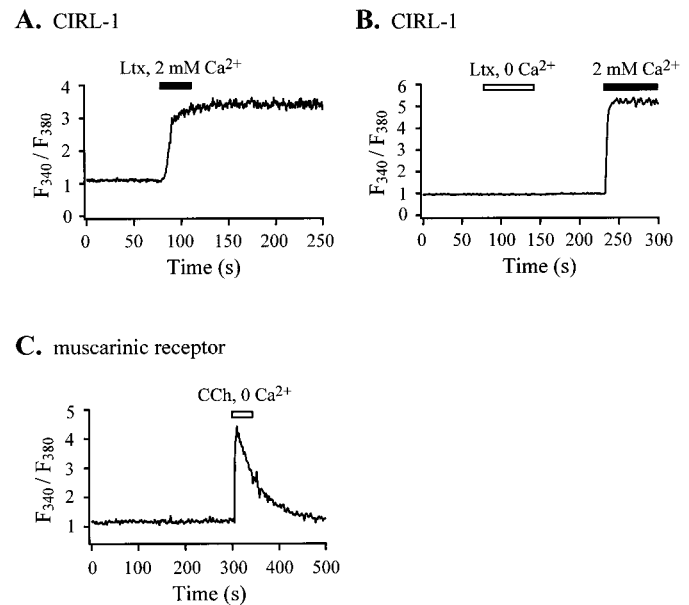 A. CIRL-1
Ltx, 2 mM Ca2+
F340 / F380
4
3
2
1
0
0 50 100 150 200 250
Time (s)
B. CIRL-1
Ltx, 0 Ca2+ 2 mM Ca2+
F340 / F380
6
5
4
3
2
1
0
0 50 100 150 200 250 300
Time (s)
C. muscarinic receptor
CCh, 0 Ca2+
F340 / F380
5
4
3
2
1
0 100 200 300 400 500
Time (s)